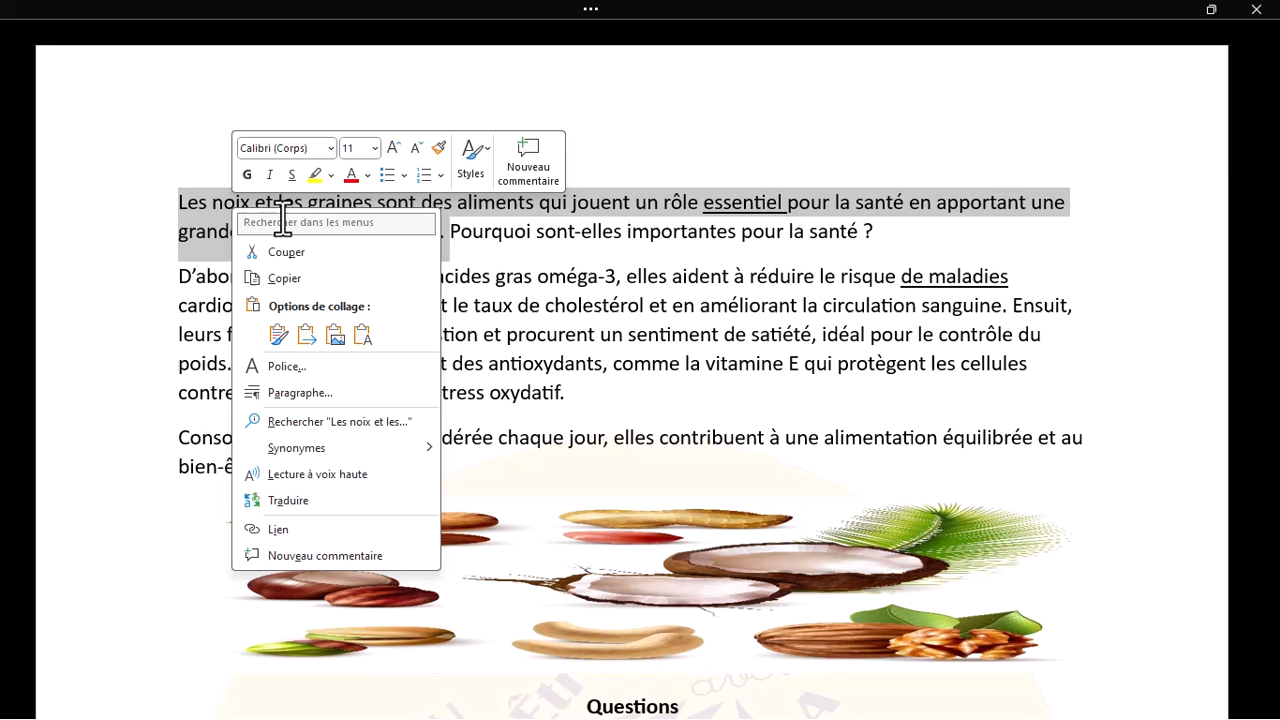 Calibri (Corps) 11 A A
G I S A Styles Nouveau commentaire
Les noix et les graines sont des aliments qui jouent un rôle essentiel pour la santé en apportant une
grande . Pourquoi sont-elles importantes pour la santé ?
Rechercher dans les menus
Couper
Copier
Options de collage :
Police...
Paragraphe...
Rechercher "Les noix et les..."
Synonymes
Lecture à voix haute
Traduire
Lien
Nouveau commentaire
D’abo acides gras oméga-3, elles aident à réduire le risque de maladies
cardio t le taux de cholestérol et en améliorant la circulation sanguine. Ensuit,
leurs f tion et procurent un sentiment de satiété, idéal pour le contrôle du
poids. t des antioxydants, comme la vitamine E qui protègent les cellules
contre tress oxydatif.
Conso dérée chaque jour, elles contribuent à une alimentation équilibrée et au
bien-ê
Questions